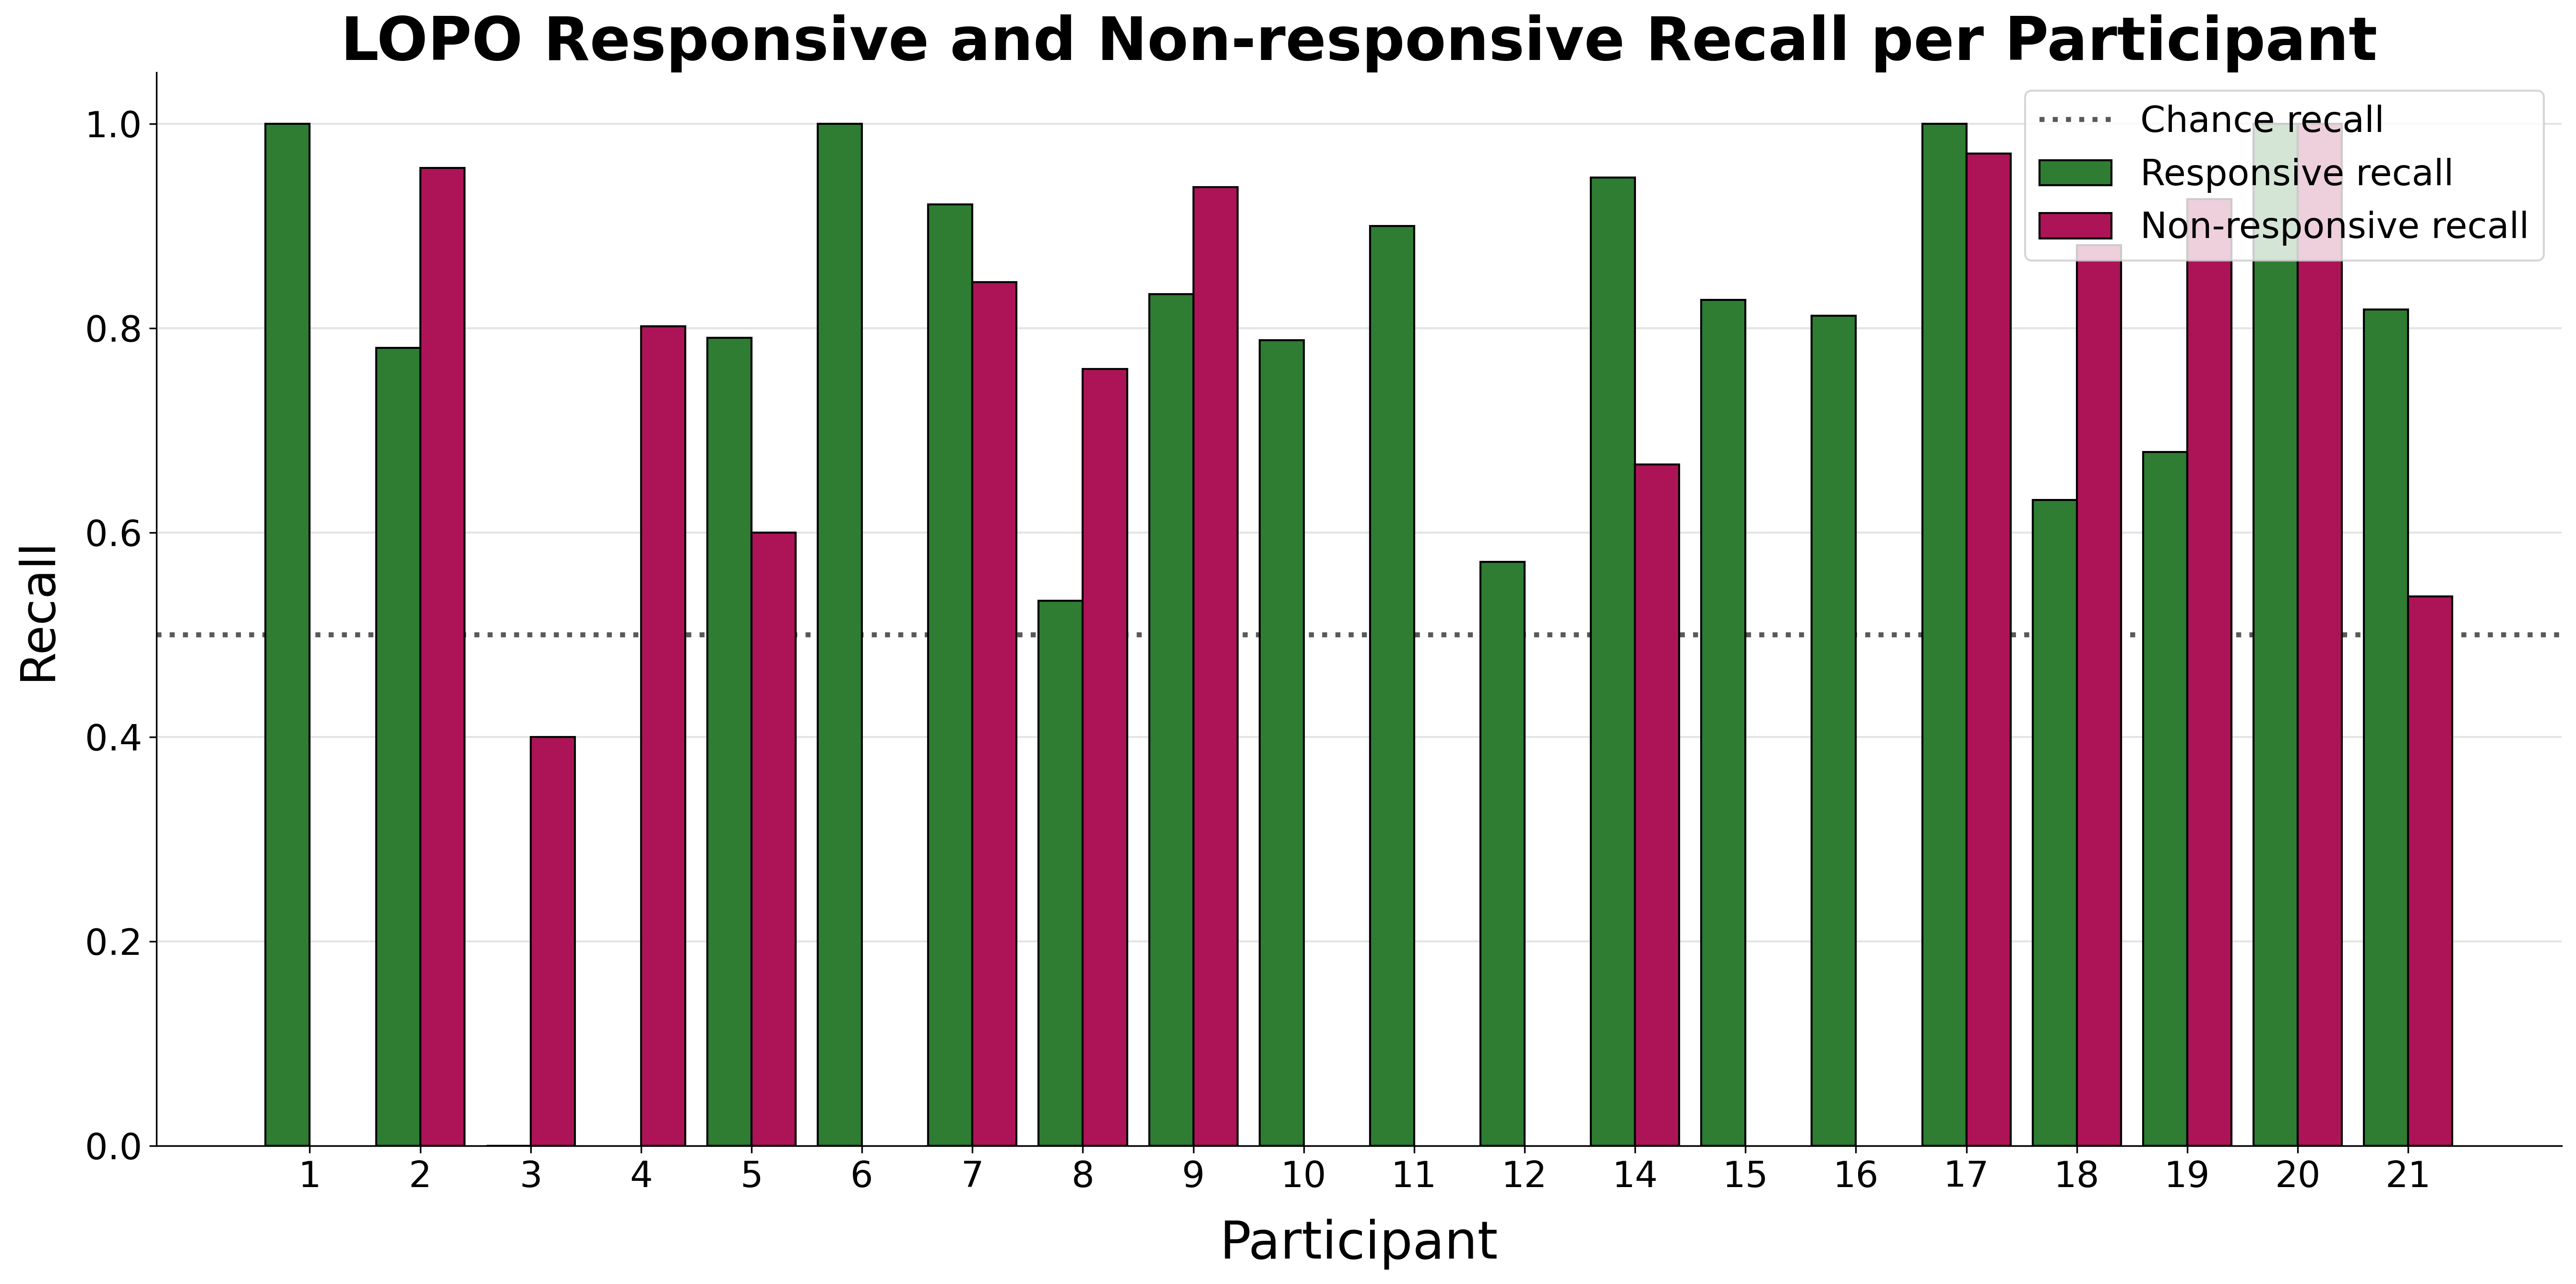 LOPO Responsive and Non-responsive Recall per Participant
Chance recall
Responsive recall
Non-responsive recall
1.0
0.8
0.6
0.4
0.2
0.0
Recall
1 2 3 4 5 6 7 8 9 10 11 12 14 15 16 17 18 19 20 21
Participant